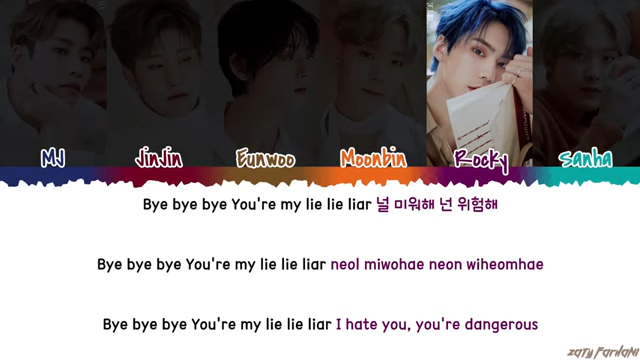 MJ JinJin Eunwoo Moonbin Rocky Sanha
Bye bye bye You're my lie lie liar 널 미워해 넌 위험해
Bye bye bye You're my lie lie liar neol miwohae neon wiheomhae
Bye bye bye You're my lie lie liar I hate you, you're dangerous
zaty farhani